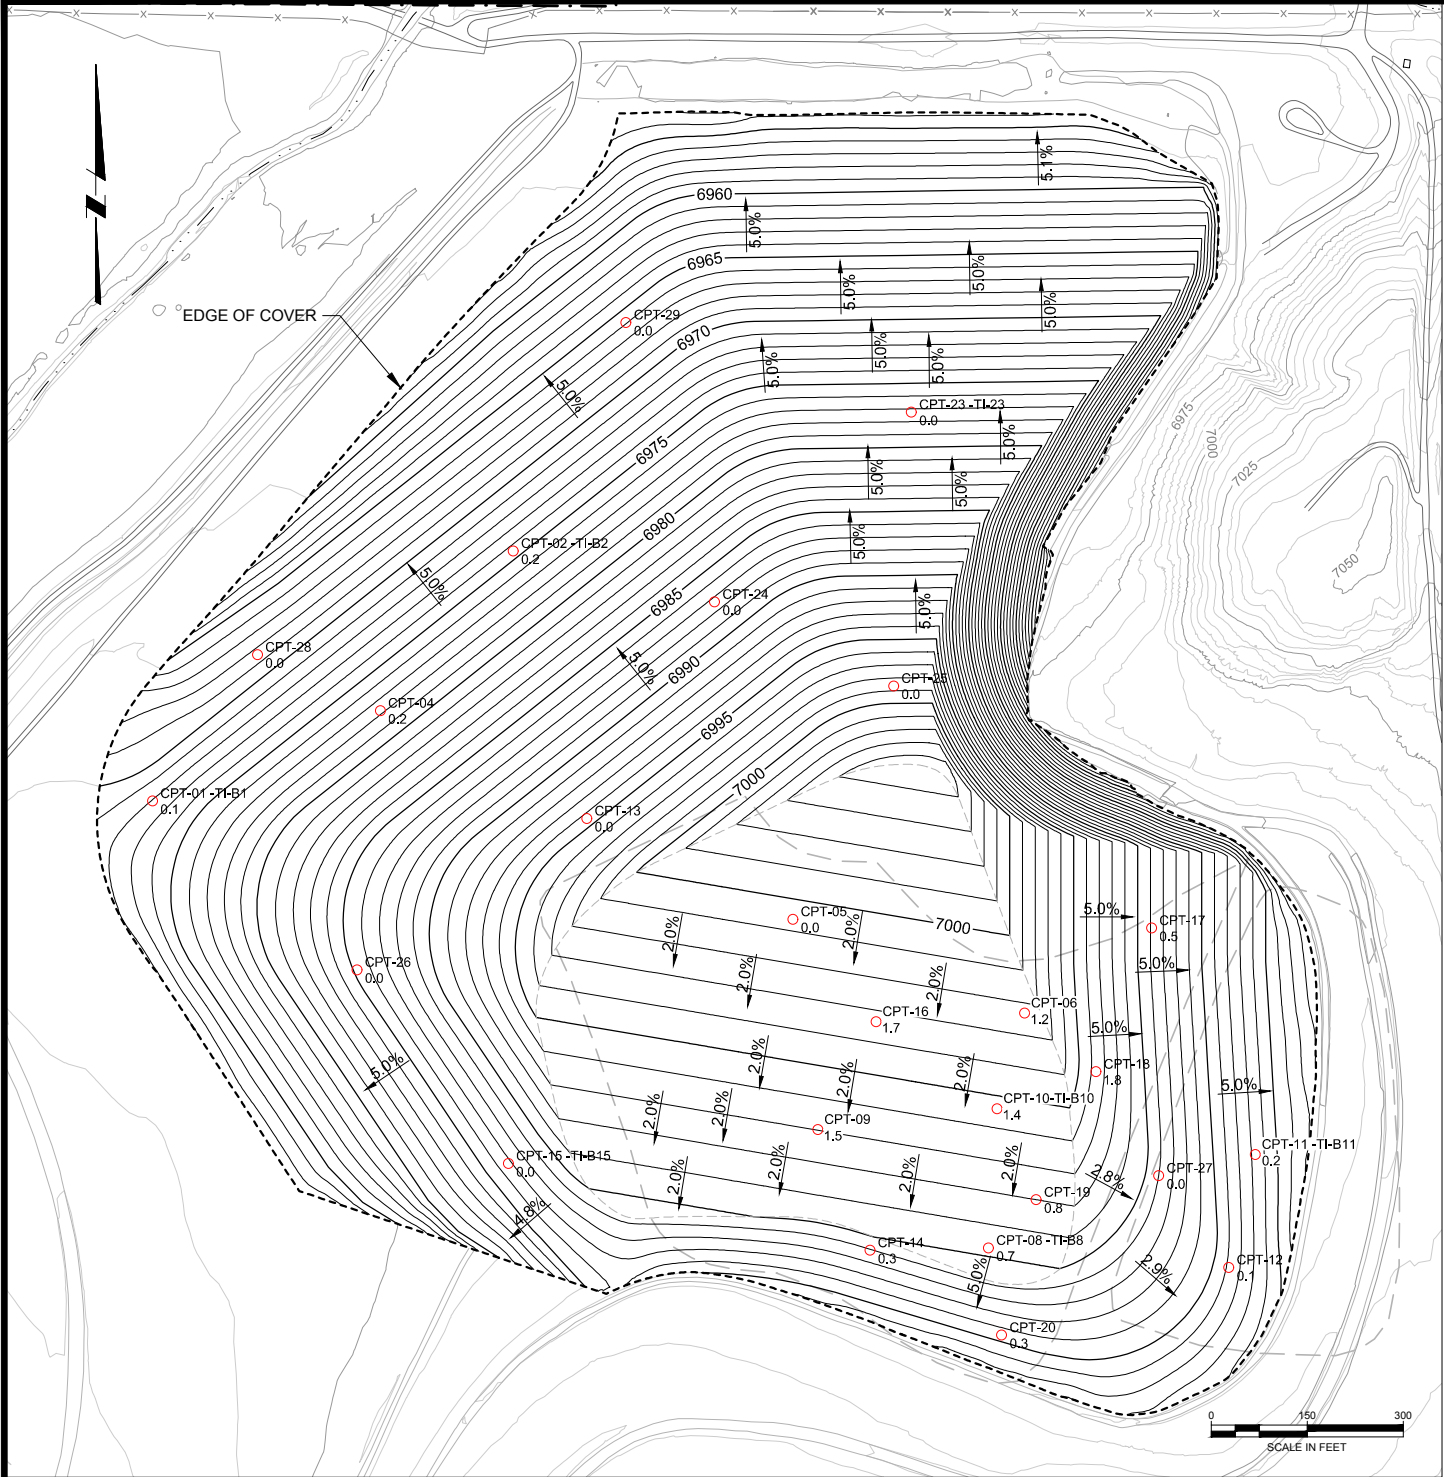 5.1%
6960
5.0%
6965
5.0%
5.0%
5.0%
EDGE OF COVER
CPT-29
0.0
6970
5.0%
5.0%
5.0%
5.0%
CPT-23 -TI-23
0.0
6975
7000
6975
5.0%
7025
5.0%
5.0%
6980
5.0%
CPT-02 -TI-B2
0.2
7050
5.0%
6985
CPT-24
0.0
5.0%
CPT-28
0.0
5.0%
6990
CPT-25
0.0
CPT-04
0.2
6995
7000
CPT-01 -TI-B1
0.1
CPT-13
0.0
CPT-05
0.0
5.0%
CPT-17
0.5
2.0%
2.0%
7000
CPT-26
0.0
5.0%
2.0%
2.0%
CPT-16
1.7
CPT-06
1.2
5.0%
5.0%
2.0%
2.0%
2.0%
CPT-18
1.8
5.0%
2.0%
2.0%
CPT-10-TI-B10
1.4
CPT-09
1.5
CPT-15 -TI-B15
0.0
2.0%
2.0%
2.0%
2.0%
2.8%
CPT-27
0.0
CPT-11 -TI-B11
0.2
CPT-19
0.8
4.8%
CPT-14
0.3
CPT-08 -TI-B8
0.7
5.0%
2.9%
CPT-12
0.1
CPT-20
0.3
0 150 300
SCALE IN FEET
N